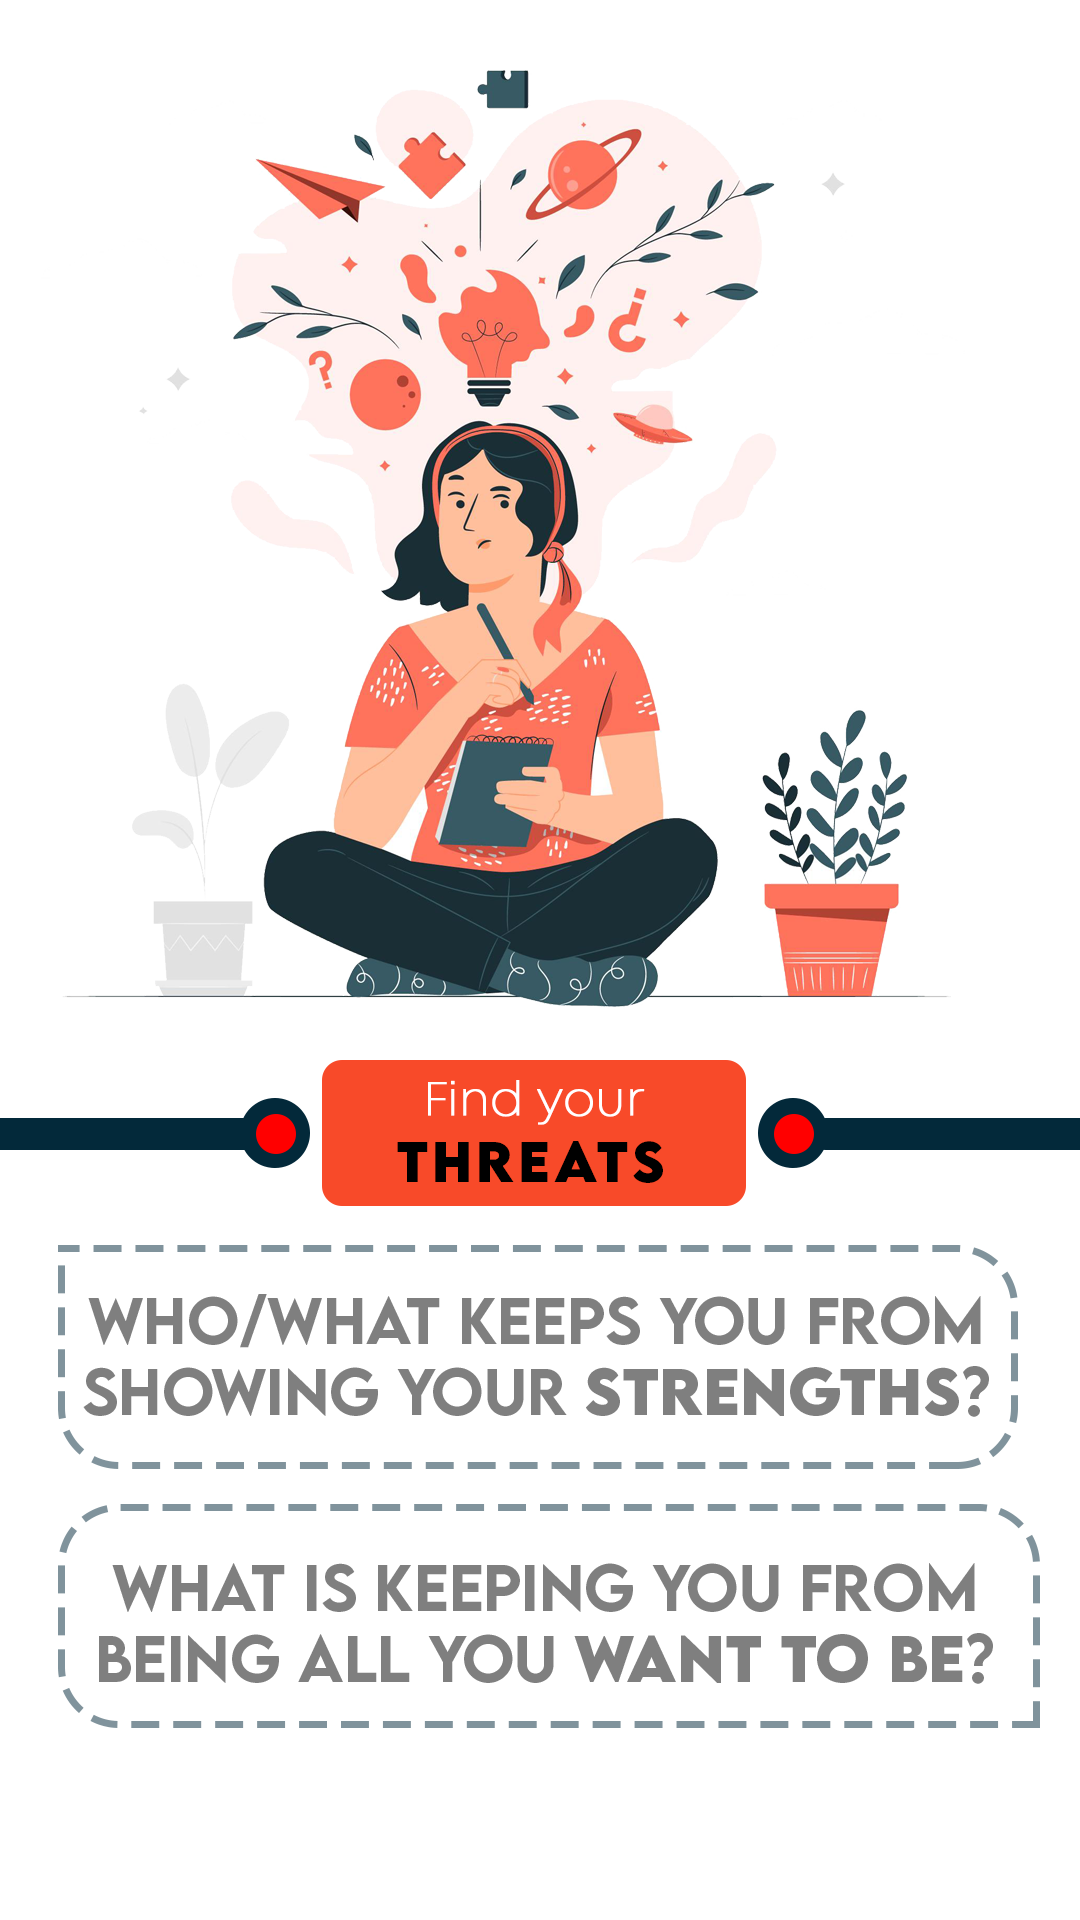 Find your
THREATS
WHO/WHAT KEEPS YOU FROM
SHOWING YOUR STRENGTHS?
WHAT IS KEEPING YOU FROM
BEING ALL YOU WANT TO BE?